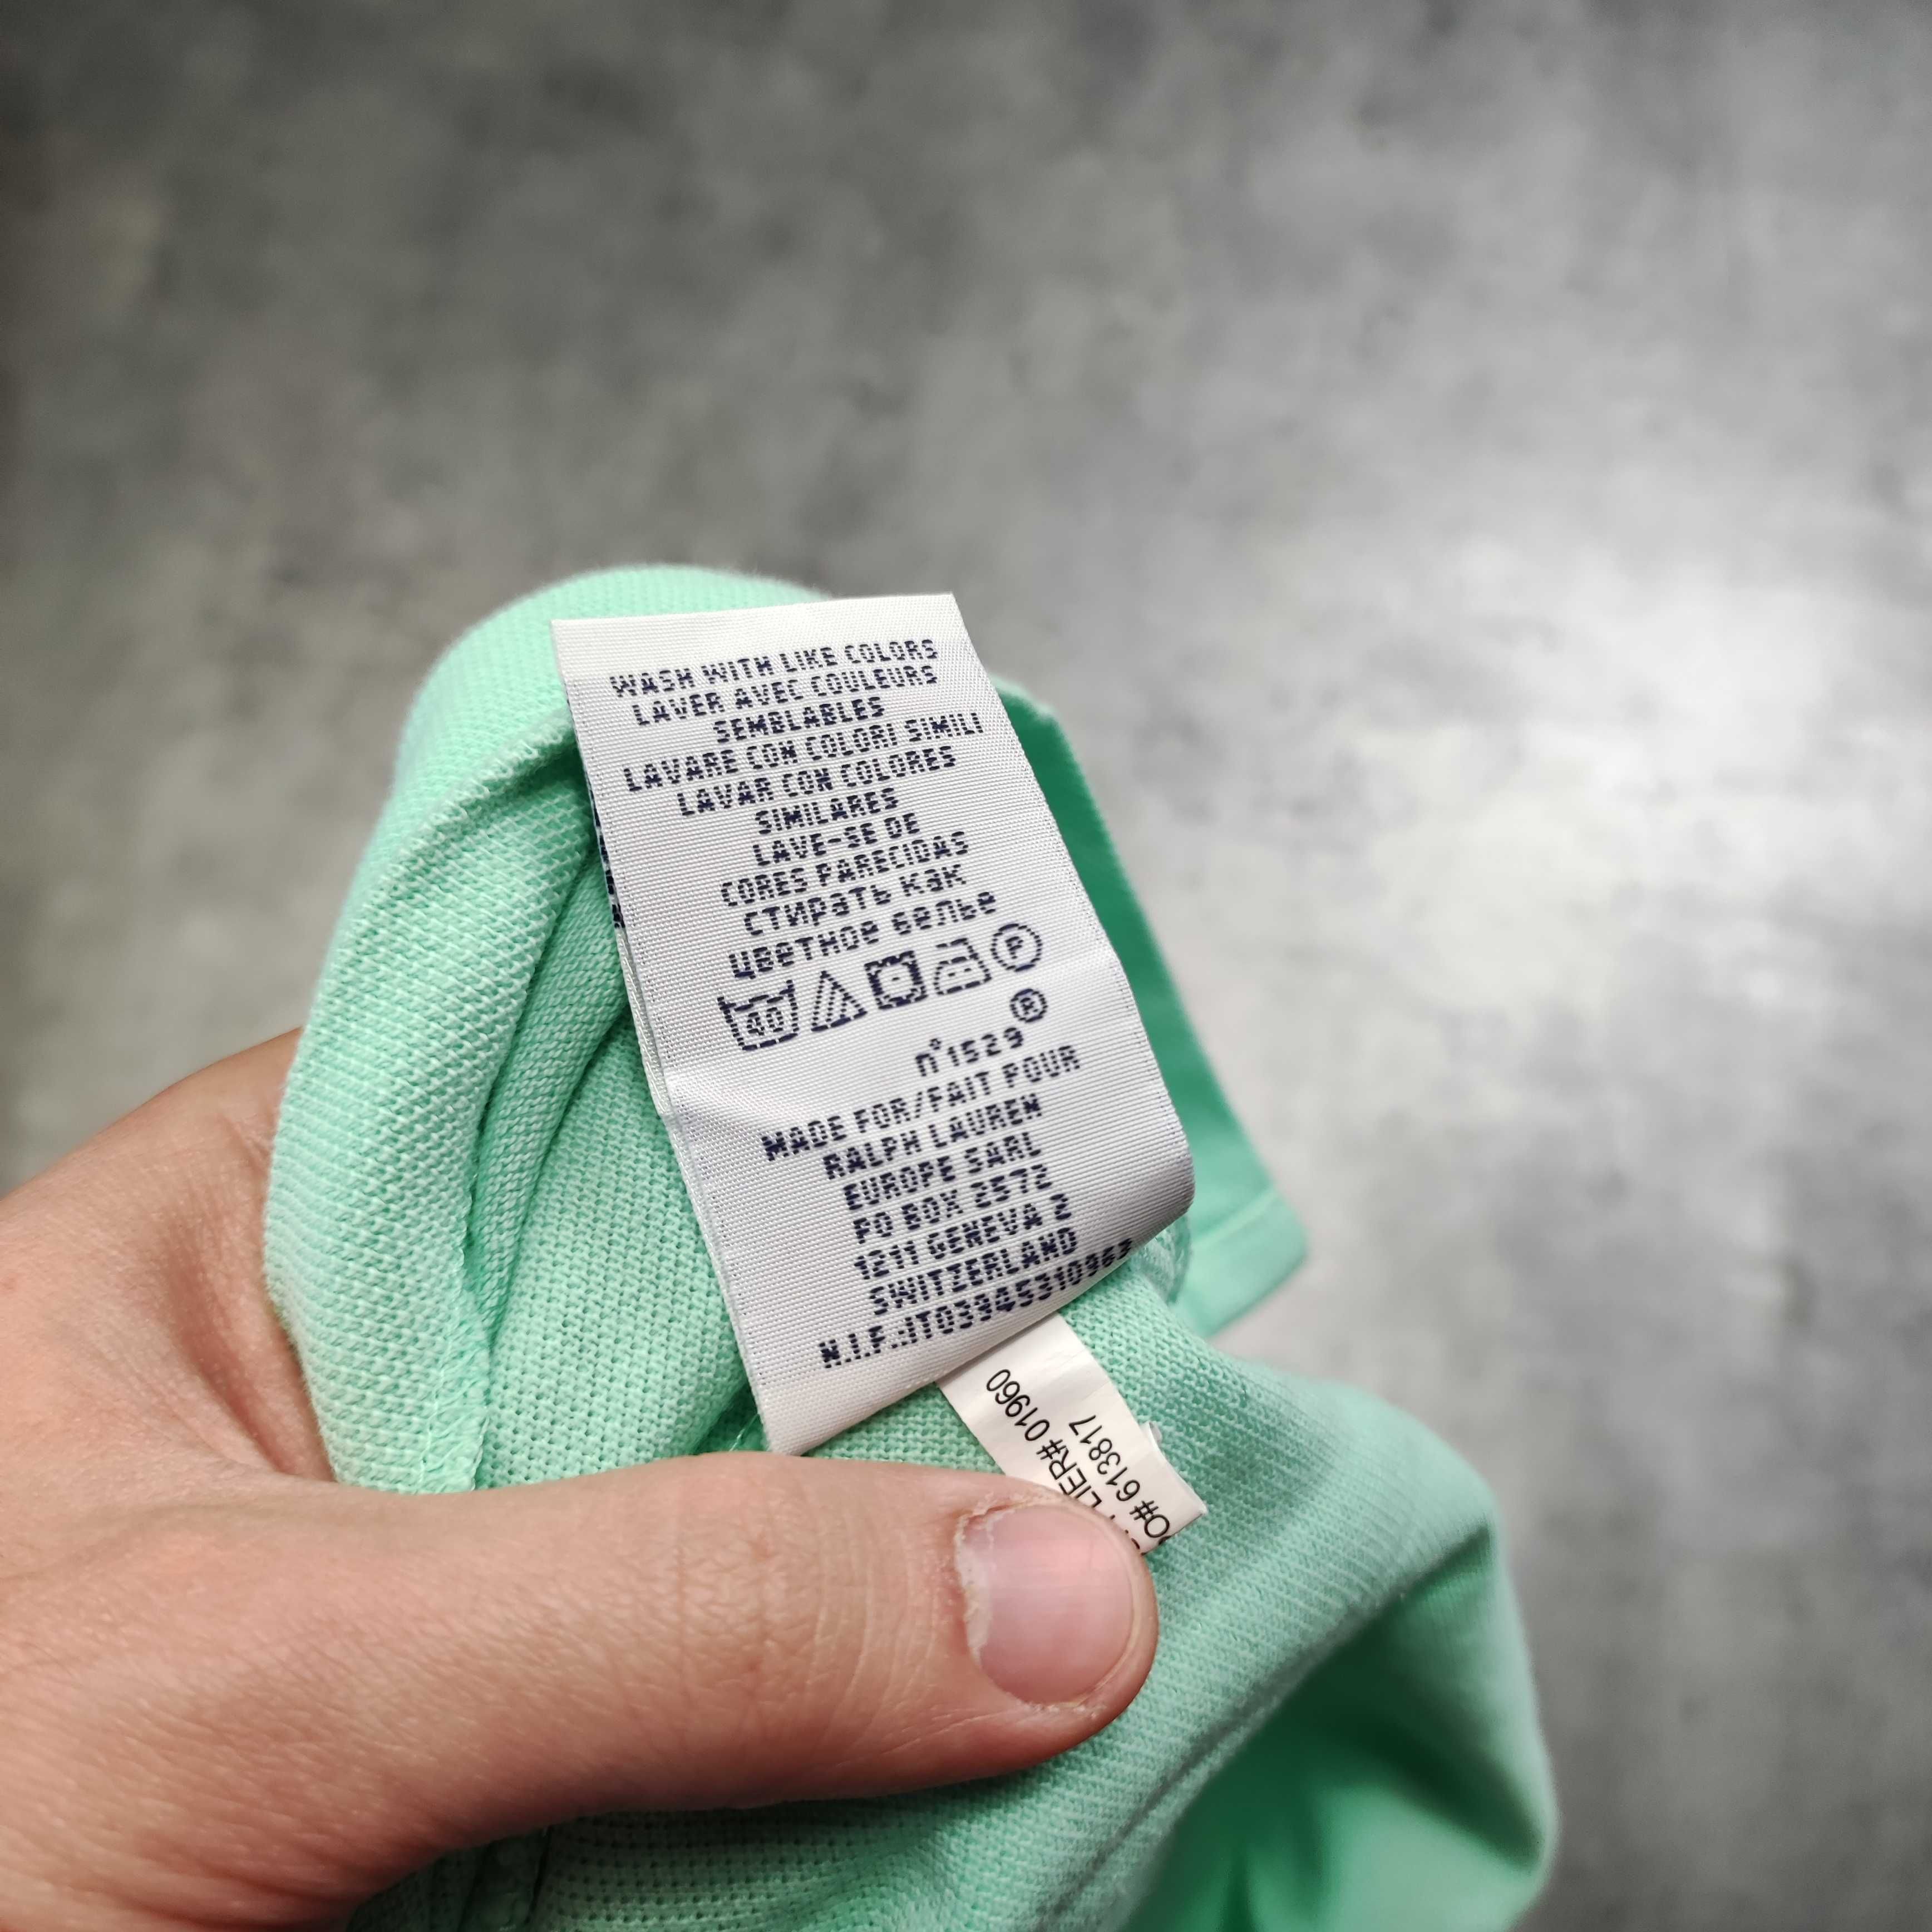 WASH WITH LIKE COLORS
LAVER AVEC COULEURS
SEMBLABLES
LAVARE CON COLORI SIMILI
LAVAR CON COLORES
SIMILARES
LAVE-SE DE
CORES PARECIDAS
стирать как
цветное белье
40 P
n°1529®
MADE FOR/FAIT POUR
RALPH LAUREN
EUROPE SARL
PO BOX 2572
1211 GENEVA 2
SWITZERLAND
N.I.F.:IT03945310963
LIER# 01960
O# 613817